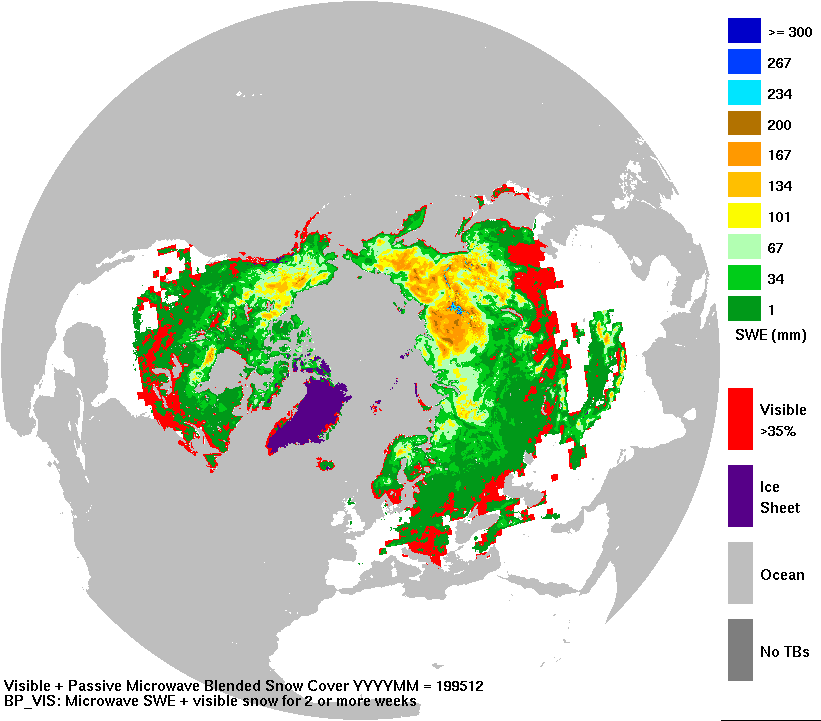 >= 300
267
234
200
167
134
101
67
34
1
SWE (mm)
Visible
>35%
Ice
Sheet
Ocean
No TBs
Visible + Passive Microwave Blended Snow Cover YYYYMM = 199512
BP_VIS: Microwave SWE + visible snow for 2 or more weeks